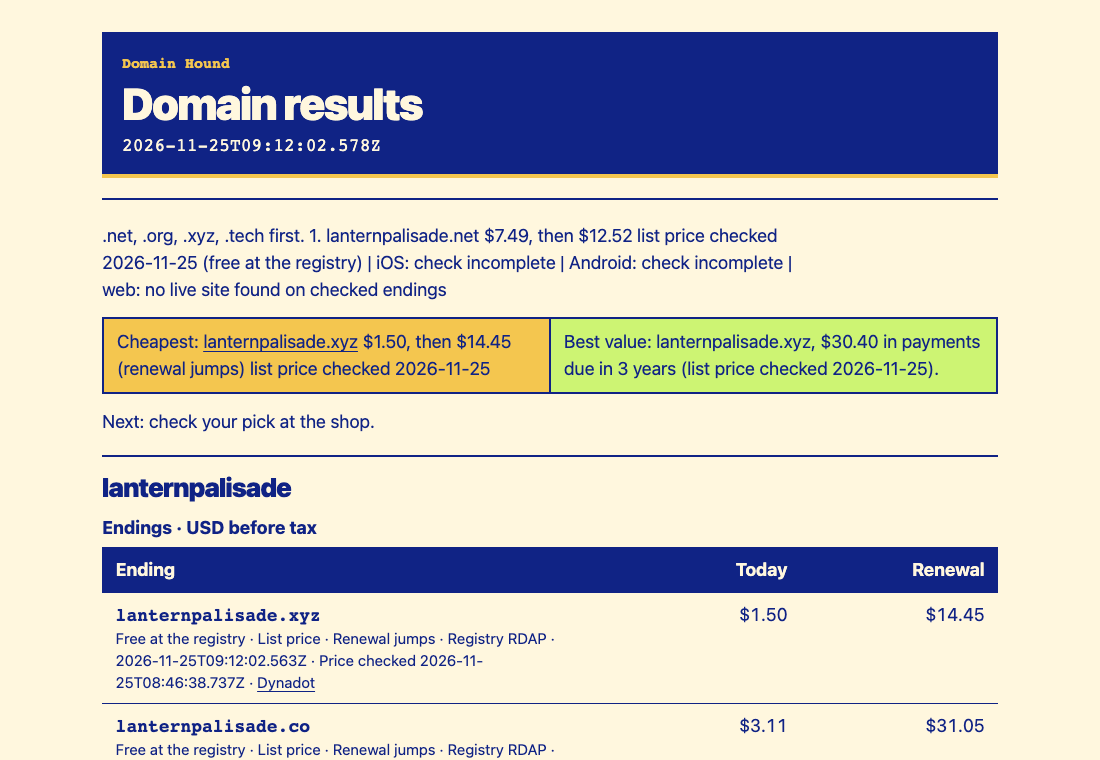 Domain Hound
Domain results
2026-11-25T09:12:02.578Z
.net, .org, .xyz, .tech first. 1. lanternpalisade.net $7.49, then $12.52 list price checked
2026-11-25 (free at the registry) | iOS: check incomplete | Android: check incomplete |
web: no live site found on checked endings
Cheapest: lanternpalisade.xyz $1.50, then $14.45
(renewal jumps) list price checked 2026-11-25
Best value: lanternpalisade.xyz, $30.40 in payments
due in 3 years (list price checked 2026-11-25).
Next: check your pick at the shop.
lanternpalisade
Endings · USD before tax
Ending Today Renewal
lanternpalisade.xyz $1.50 $14.45
Free at the registry · List price · Renewal jumps · Registry RDAP ·
2026-11-25T09:12:02.563Z · Price checked 2026-11-
25T08:46:38.737Z · Dynadot
lanternpalisade.co $3.11 $31.05
Free at the registry · List price · Renewal jumps · Registry RDAP ·